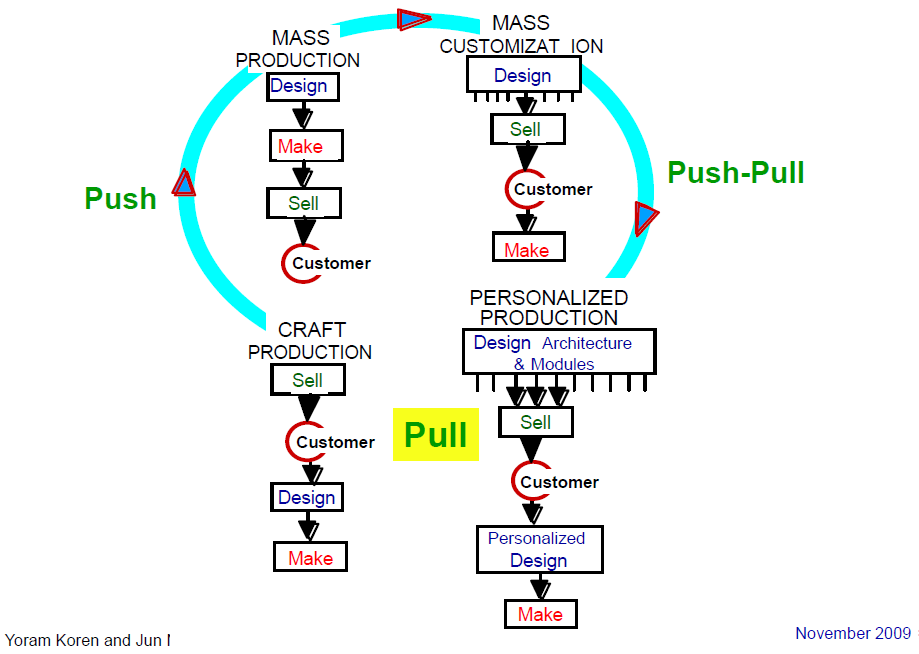 MASS
PRODUCTION
Design
Make
Sell
Customer
Push
MASS
CUSTOMIZAT ION
Design
Sell
Customer
Make
Push-Pull
CRAFT
PRODUCTION
Sell
Customer
Design
Make
Pull
PERSONALIZED
PRODUCTION
Design Architecture
& Modules
Sell
Customer
Personalized
Design
Make
Yoram Koren and Jun
November 2009